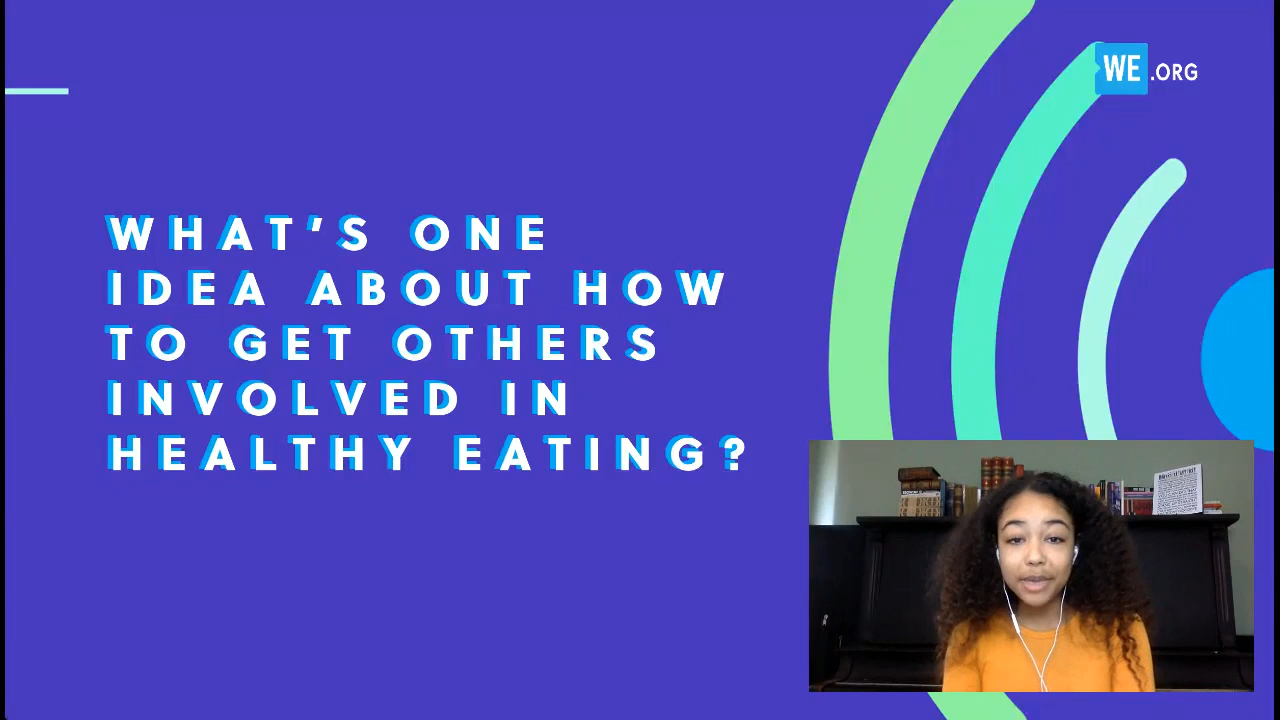 WE.ORG
WHAT'S ONE
IDEA ABOUT HOW
TO GET OTHERS
INVOLVED IN
HEALTHY EATING?